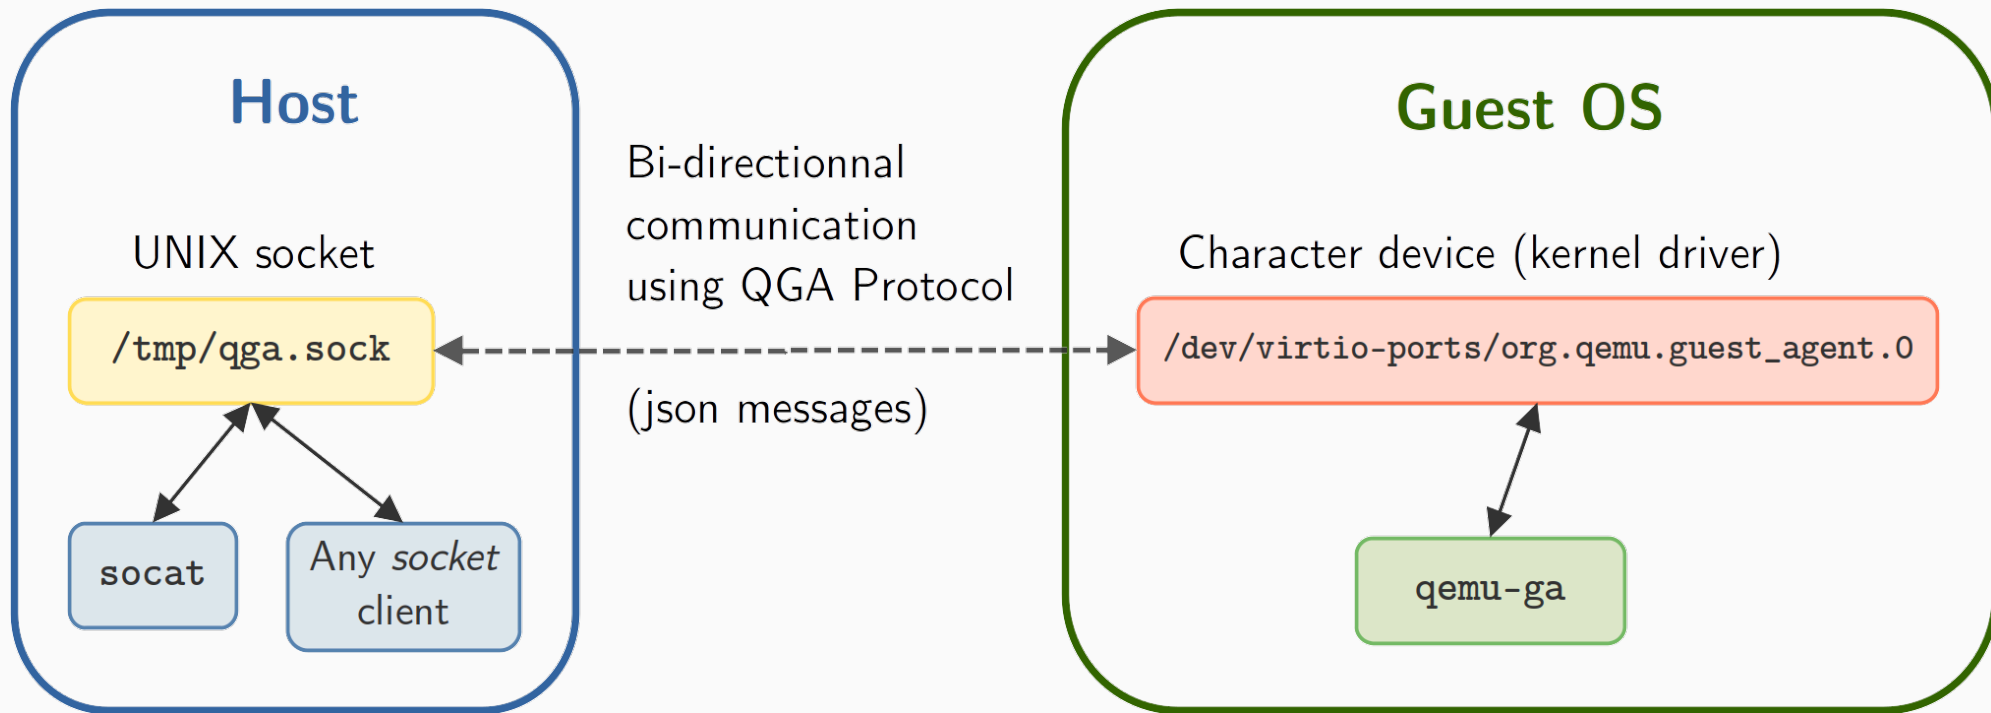 Host
UNIX socket
/tmp/qga.sock
socat
Any socket
client
Bi-directionnal
communication
using QGA Protocol
(json messages)
Guest OS
Character device (kernel driver)
/dev/virtio-ports/org.qemu.guest_agent.0
qemu-ga